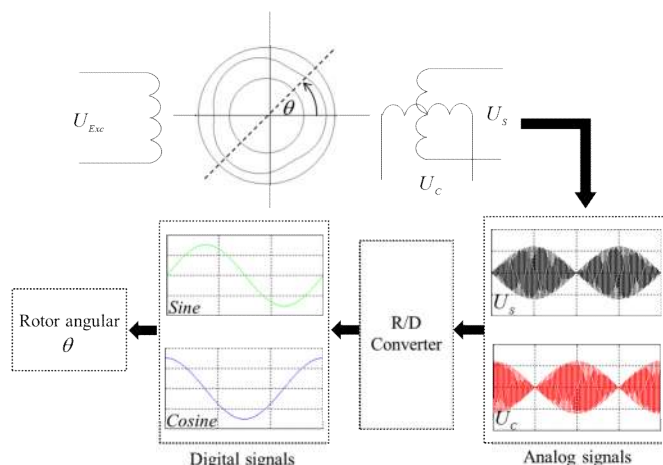 θ
U_Exc
U_s
U_C
Sine
Cosine
Digital signals
R/D
Converter
U_s
U_c
Analog signals
Rotor angular
θ